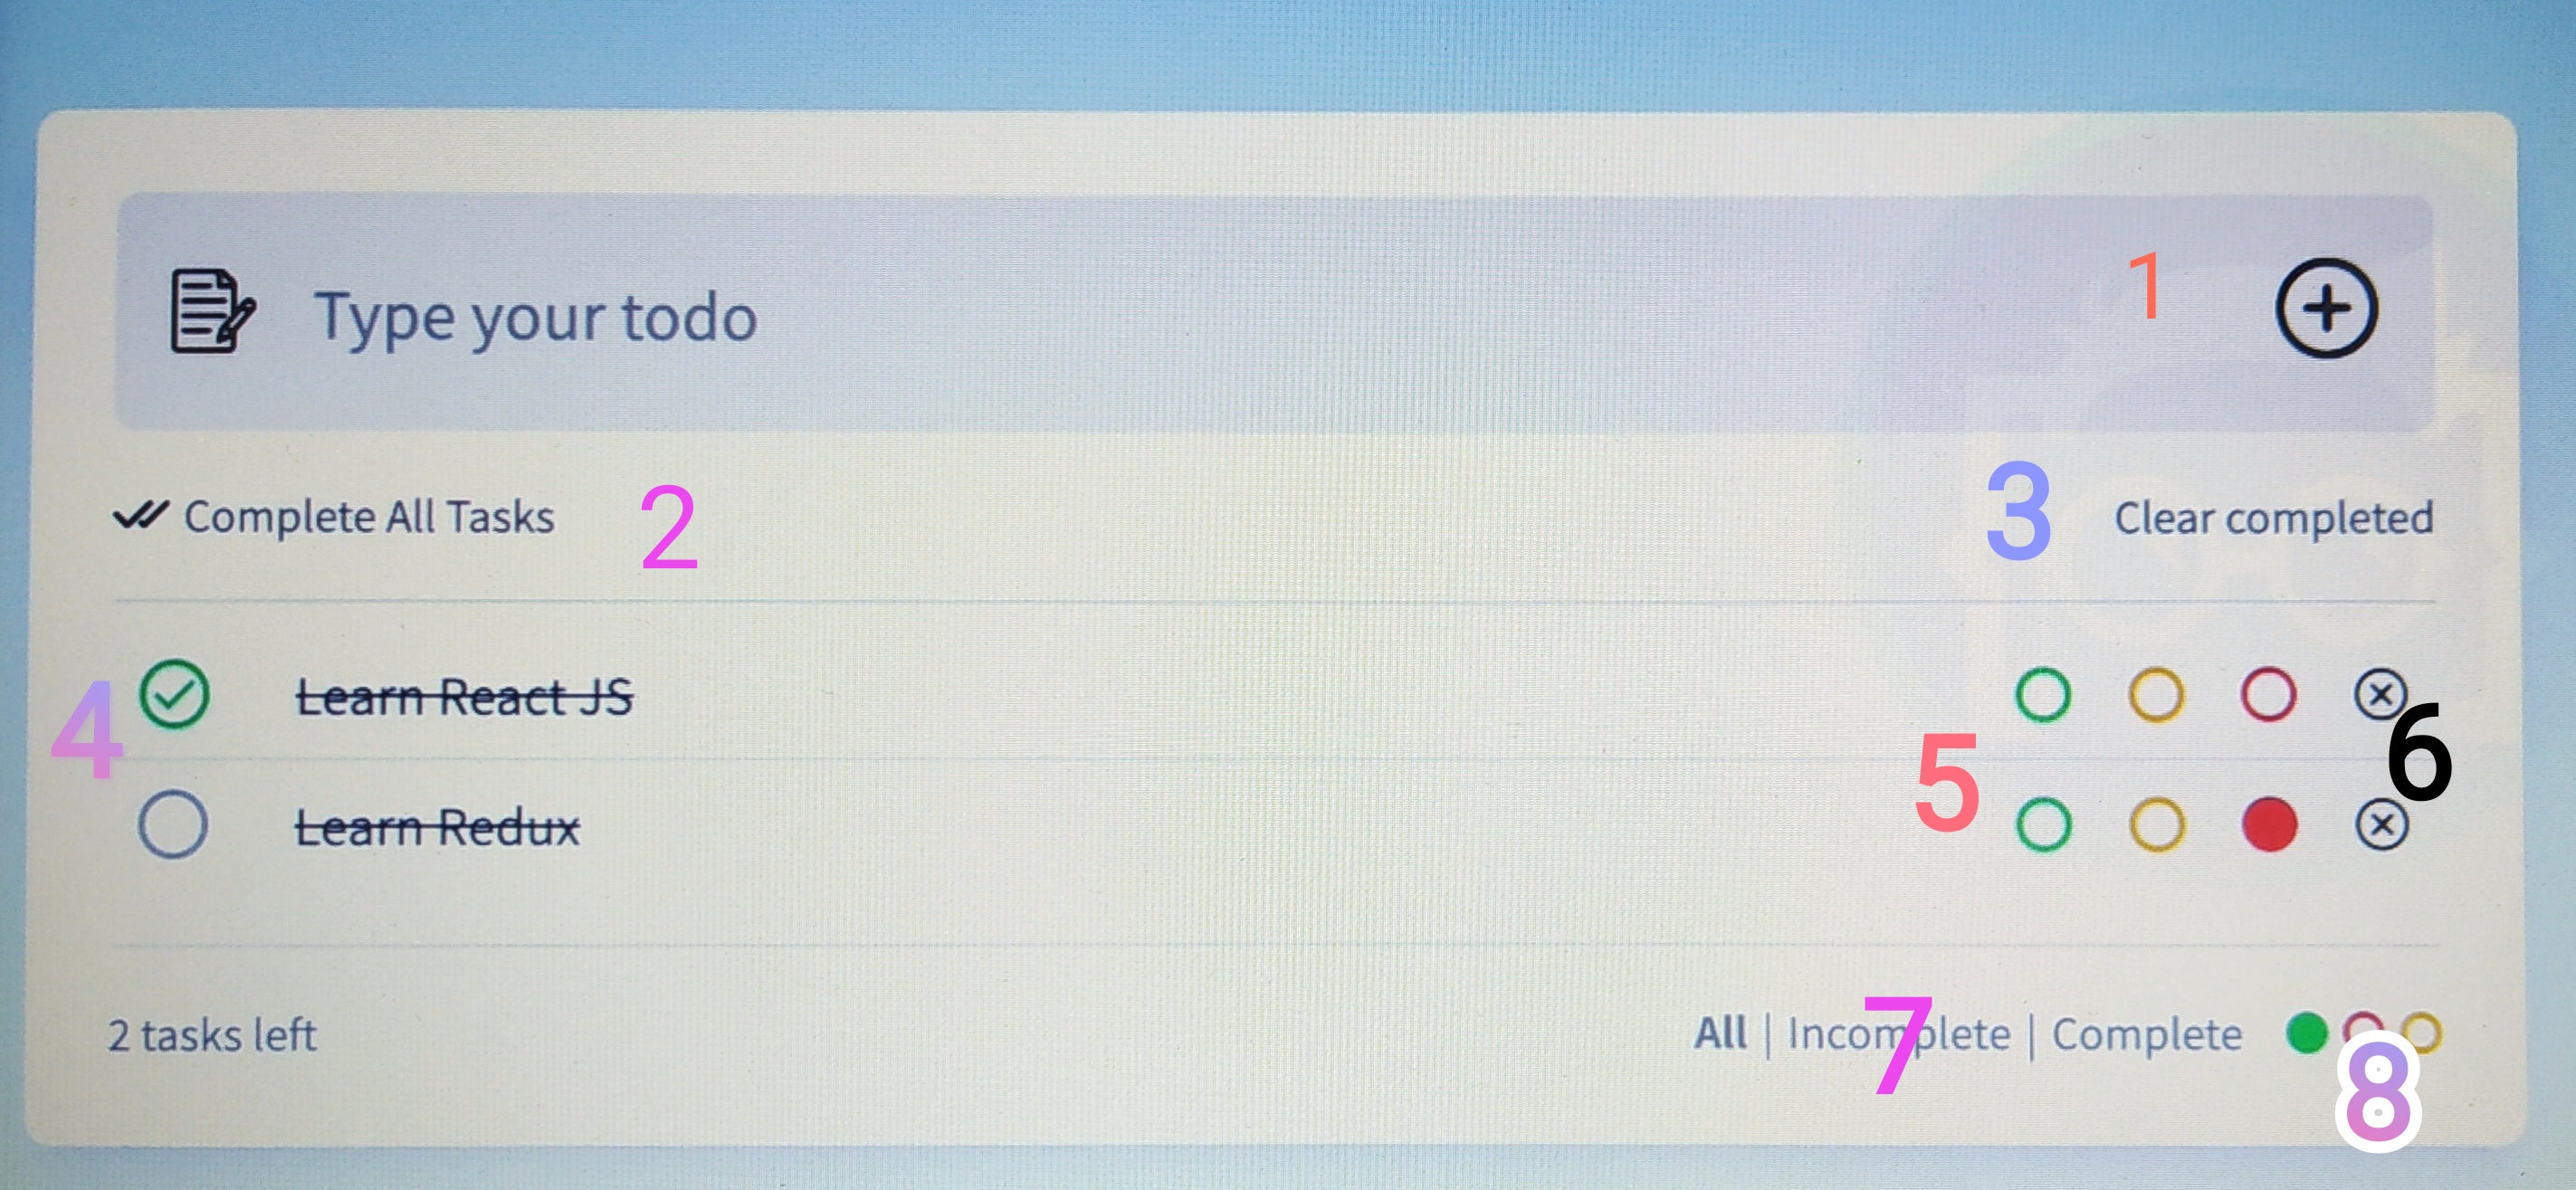 Type your todo 1
Complete All Tasks 2 3 Clear completed
4 Learn React JS
5 6
Learn Redux
2 tasks left All | Incomplete | Complete
7 8